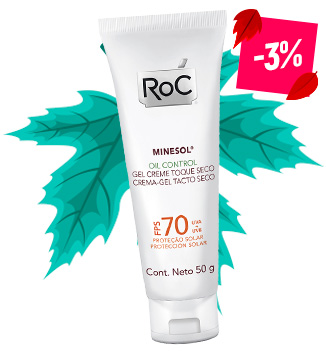 -3%
RoC
MINESOL®
OIL CONTROL
GEL CREME TOQUE SECO
CREMA-GEL TACTO SECO
FPS 70 UVA UVB
PROTEÇÃO SOLAR
PROTECCION SOLAR
Cont. Neto 50 g